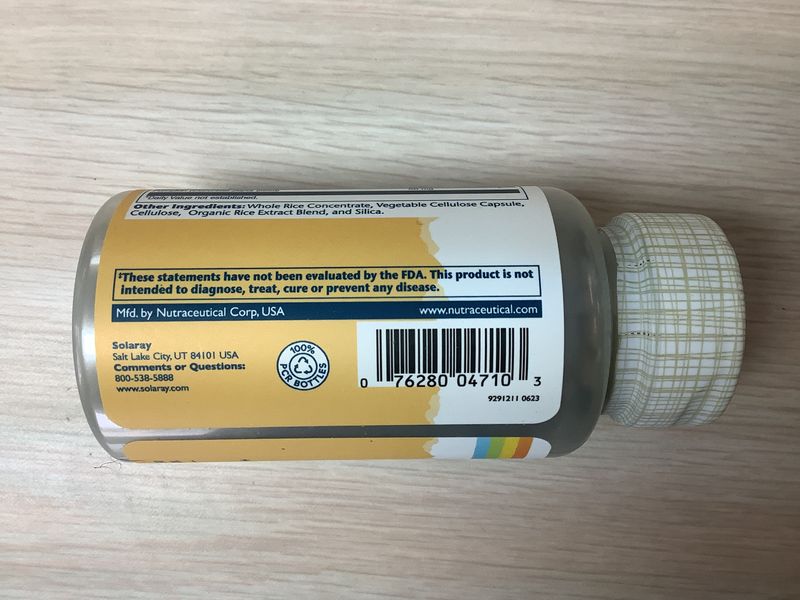 *Daily Value not established.
Other Ingredients: Whole Rice Concentrate, Vegetable Cellulose Capsule,
Cellulose, Organic Rice Extract Blend, and Silica.
‡These statements have not been evaluated by the FDA. This product is not
intended to diagnose, treat, cure or prevent any disease.
Mfd. by Nutraceutical Corp, USA www.nutraceutical.com
Solaray
Salt Lake City, UT 84101 USA
Comments or Questions:
800-538-5888
www.solaray.com
100%
PCR BOTTLES
0 76280 04710 3
9291211 0623